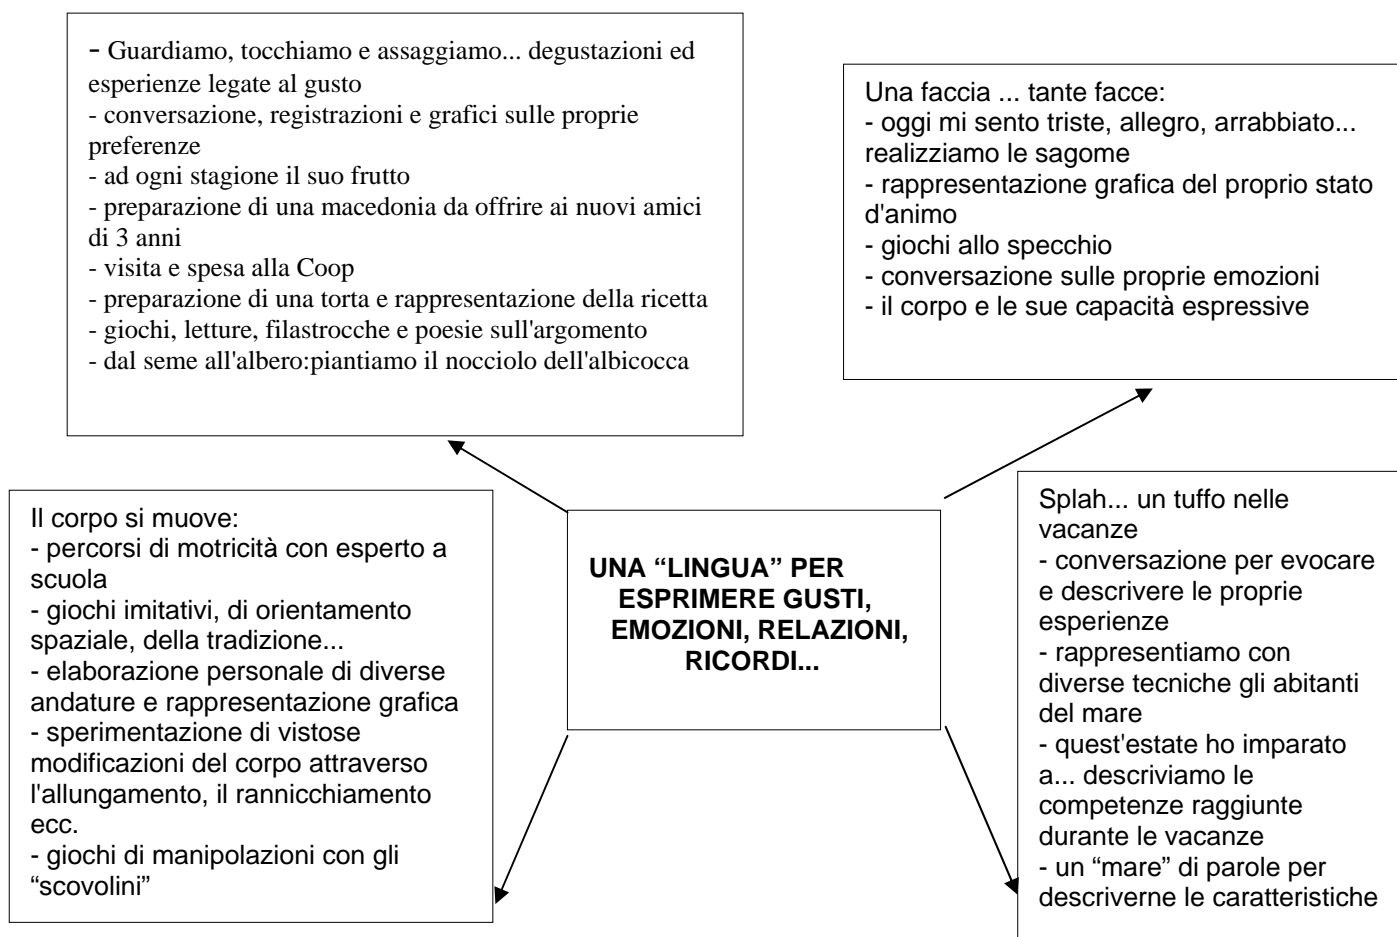 - Guardiamo, tocchiamo e assaggiamo... degustazioni ed
esperienze legate al gusto
- conversazione, registrazioni e grafici sulle proprie
preferenze
- ad ogni stagione il suo frutto
- preparazione di una macedonia da offrire ai nuovi amici
di 3 anni
- visita e spesa alla Coop
- preparazione di una torta e rappresentazione della ricetta
- giochi, letture, filastrocche e poesie sull'argomento
- dal seme all'albero:piantiamo il nocciolo dell'albicocca
Una faccia ... tante facce:
- oggi mi sento triste, allegro, arrabbiato...
realizziamo le sagome
- rappresentazione grafica del proprio stato
d'animo
- giochi allo specchio
- conversazione sulle proprie emozioni
- il corpo e le sue capacità espressive
Il corpo si muove:
- percorsi di motricità con esperto a
scuola
- giochi imitativi, di orientamento
spaziale, della tradizione...
- elaborazione personale di diverse
andature e rappresentazione grafica
- sperimentazione di vistose
modificazioni del corpo attraverso
l'allungamento, il rannicchiamento
ecc.
- giochi di manipolazioni con gli
“scovolini”
UNA “LINGUA” PER
ESPRIMERE GUSTI,
EMOZIONI, RELAZIONI,
RICORDI...
Splah... un tuffo nelle
vacanze
- conversazione per evocare
e descrivere le proprie
esperienze
- rappresentiamo con
diverse tecniche gli abitanti
del mare
- quest'estate ho imparato
a... descriviamo le
competenze raggiunte
durante le vacanze
- un “mare” di parole per
descriverne le caratteristiche